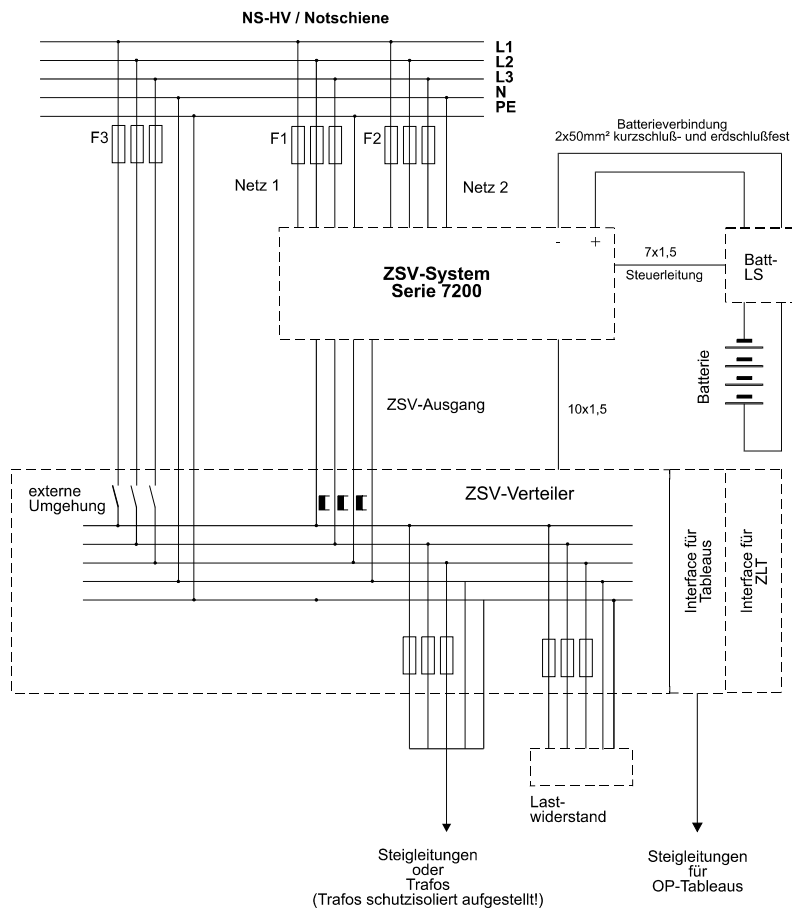 NS-HV / Notschiene
L1
L2
L3
N
PE
F3
F1
F2
Batterieverbindung
2x50mm² kurzschluß- und erdschlußfest
Netz 1
Netz 2
- +
ZSV-System
Serie 7200
7x1,5
Steuerleitung
Batt-
LS
Batterie
ZSV-Ausgang
10x1,5
externe
Umgehung
ZSV-Verteiler
Interface für
Tableaus
Interface für
ZLT
Last-
widerstand
Steigleitungen
oder
Trafos
(Trafos schutzisoliert aufgestellt!)
Steigleitungen
für
OP-Tableaus